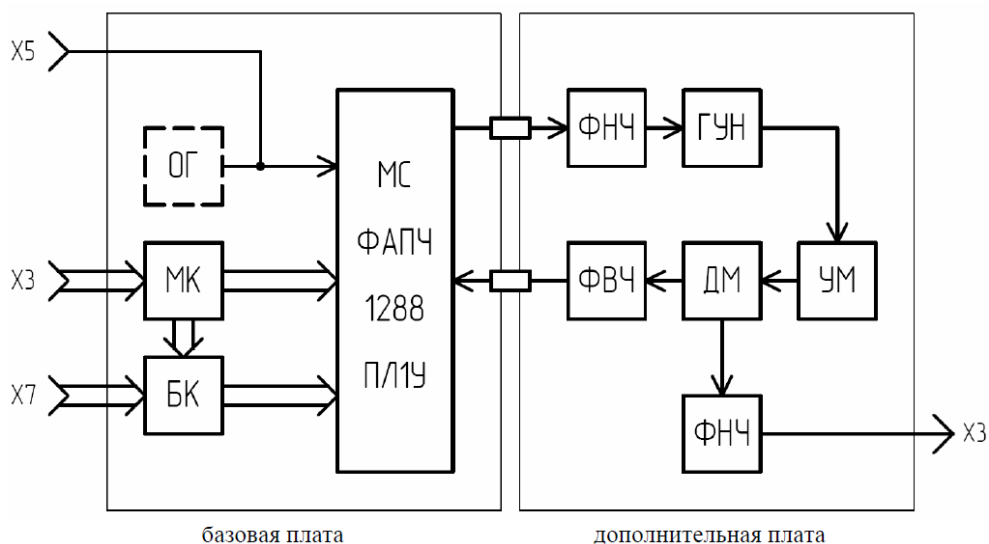 X5
ОГ
МС
ФАПЧ
1288
ПЛ1У
ФНЧ
ГУН
X3
МК
ФВЧ
ДМ
УМ
X7
БК
ФНЧ
X3
базовая плата
дополнительная плата